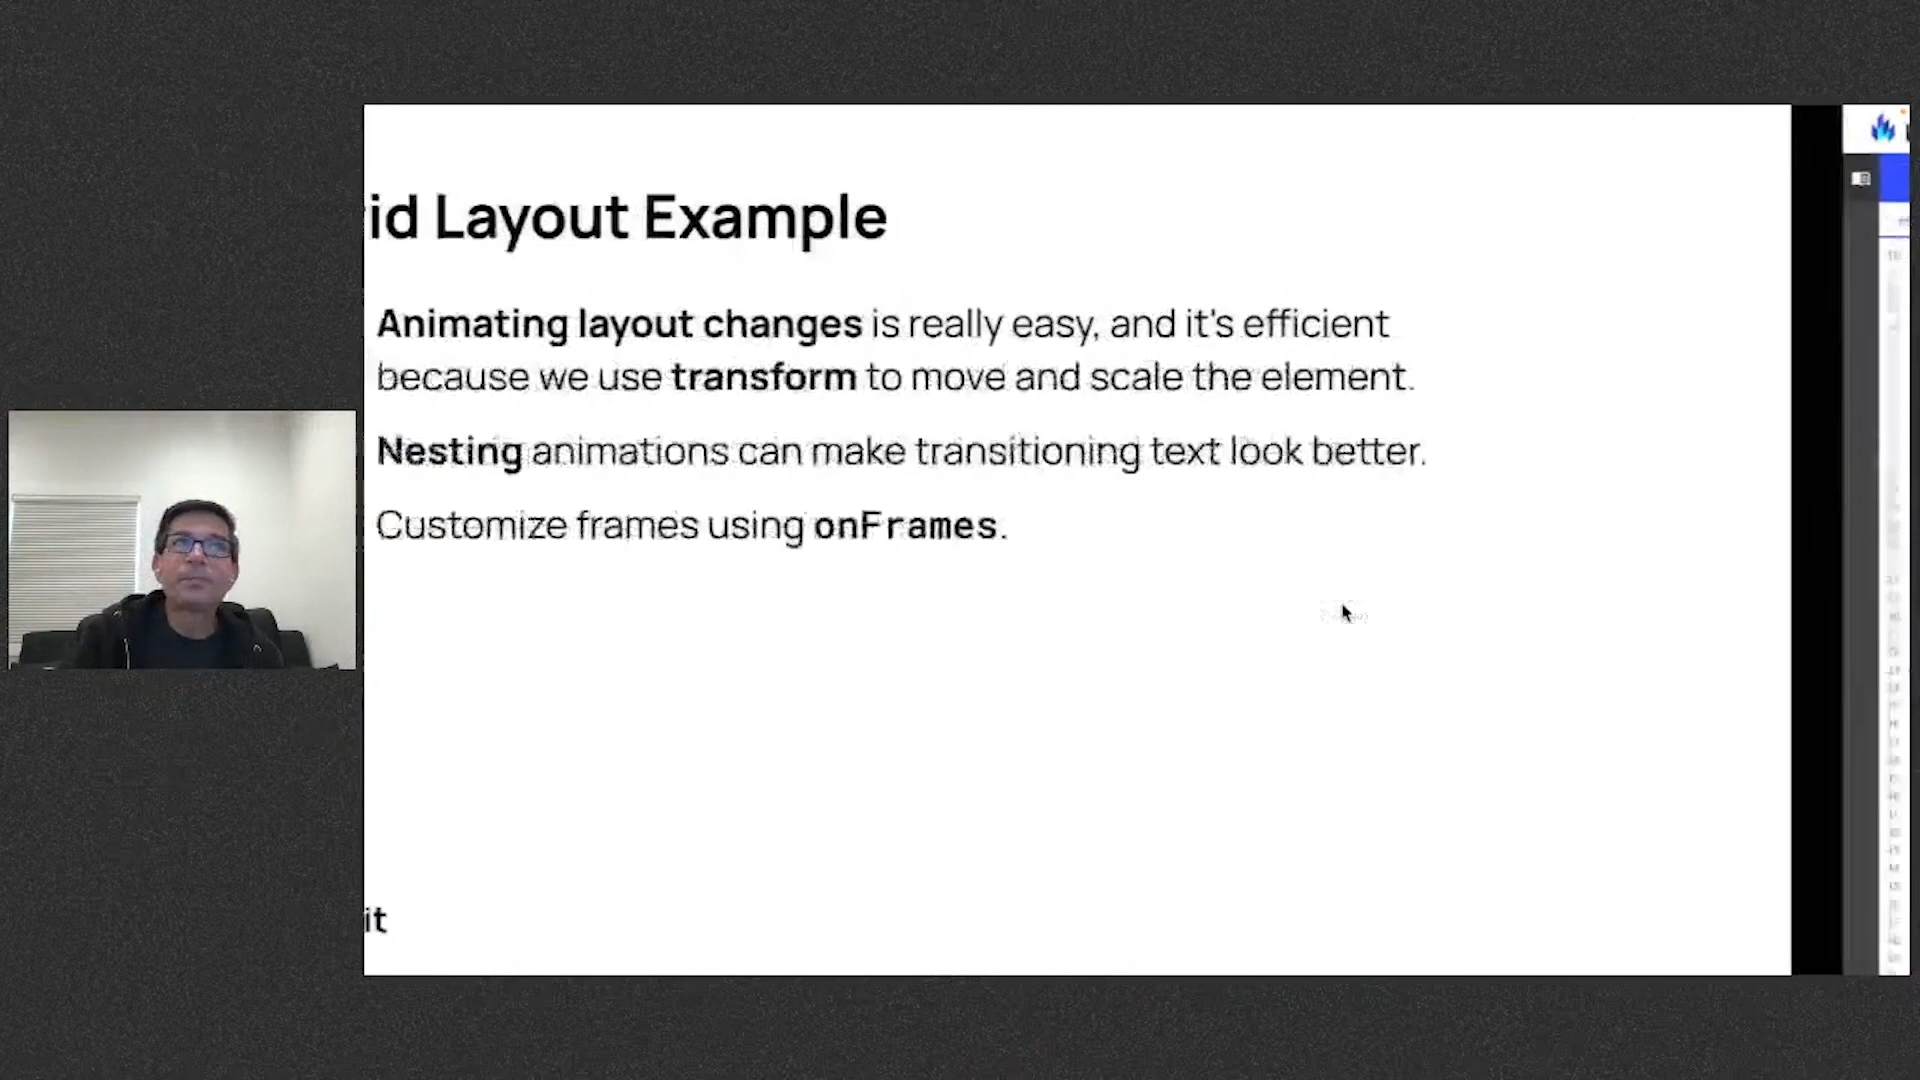 id Layout Example
Animating layout changes is really easy, and it's efficient
because we use transform to move and scale the element.
Nesting animations can make transitioning text look better.
Customize frames using onFrames.
it